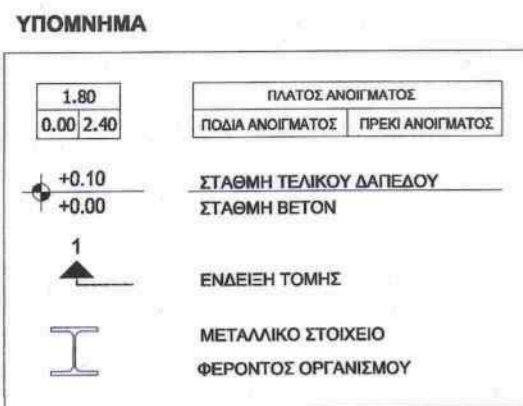 ΥΠΟΜΝΗΜΑ
1.80 ΠΛΑΤΟΣ ΑΝΟΙΓΜΑΤΟΣ
0.00 2.40 ΠΟΔΙΑ ΑΝΟΙΓΜΑΤΟΣ ΠΡΕΚΙ ΑΝΟΙΓΜΑΤΟΣ
+0.10 ΣΤΑΘΜΗ ΤΕΛΙΚΟΥ ΔΑΠΕΔΟΥ
+0.00 ΣΤΑΘΜΗ ΒΕΤΟΝ
1
ΕΝΔΕΙΞΗ ΤΟΜΗΣ
ΜΕΤΑΛΛΙΚΟ ΣΤΟΙΧΕΙΟ
ΦΕΡΟΝΤΟΣ ΟΡΓΑΝΙΣΜΟΥ